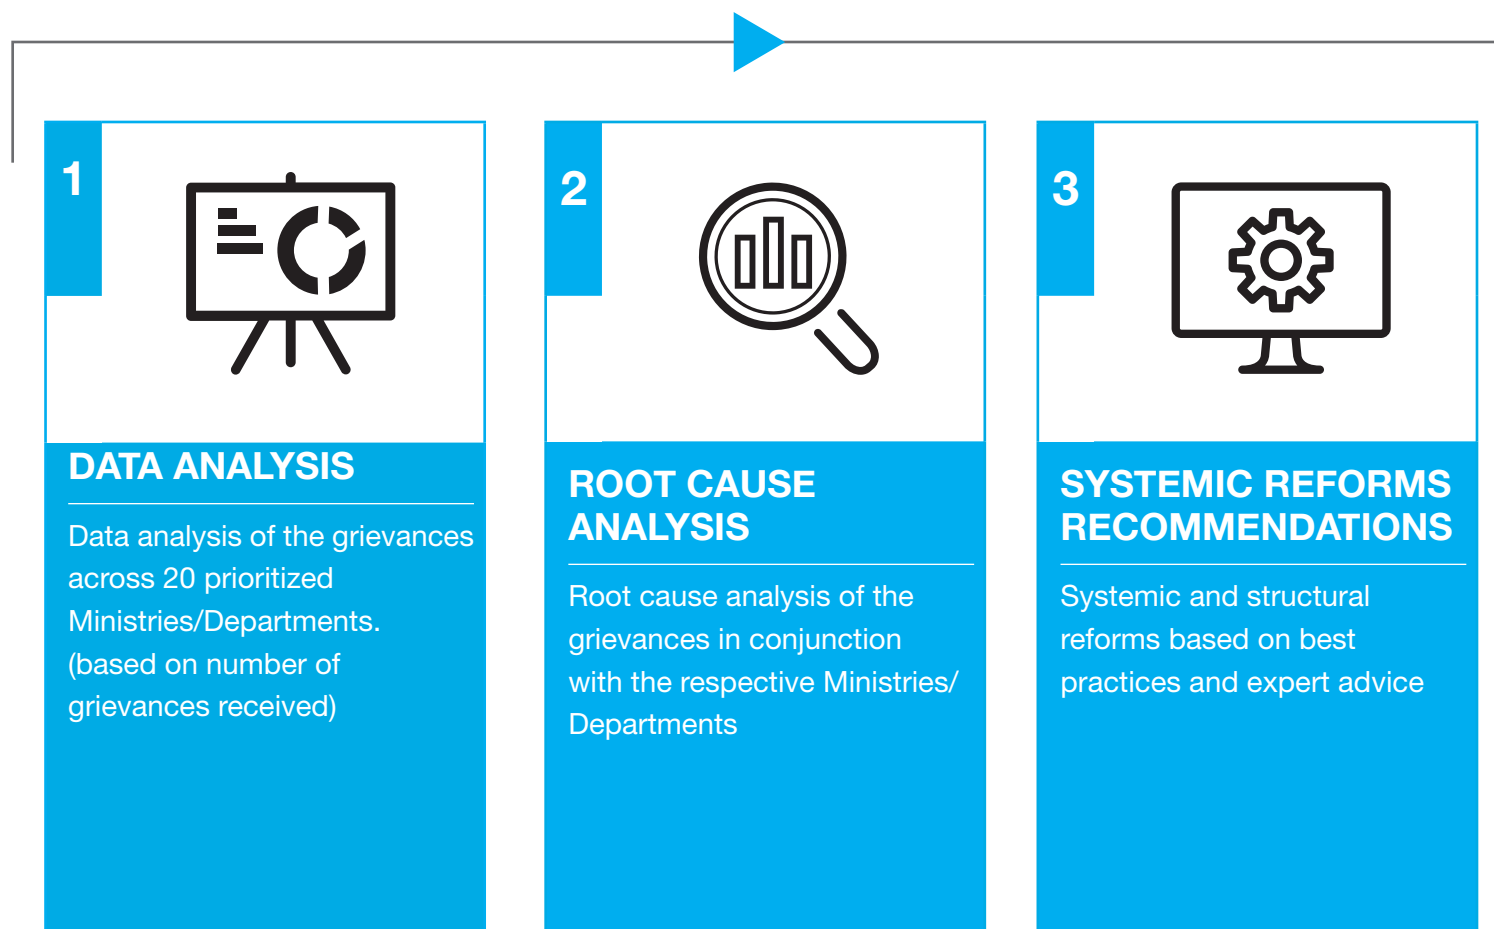 1
DATA ANALYSIS
Data analysis of the grievances
across 20 prioritized
Ministries/Departments.
(based on number of
grievances received)
2
ROOT CAUSE
ANALYSIS
Root cause analysis of the
grievances in conjunction
with the respective Ministries/
Departments
3
SYSTEMIC REFORMS
RECOMMENDATIONS
Systemic and structural
reforms based on best
practices and expert advice